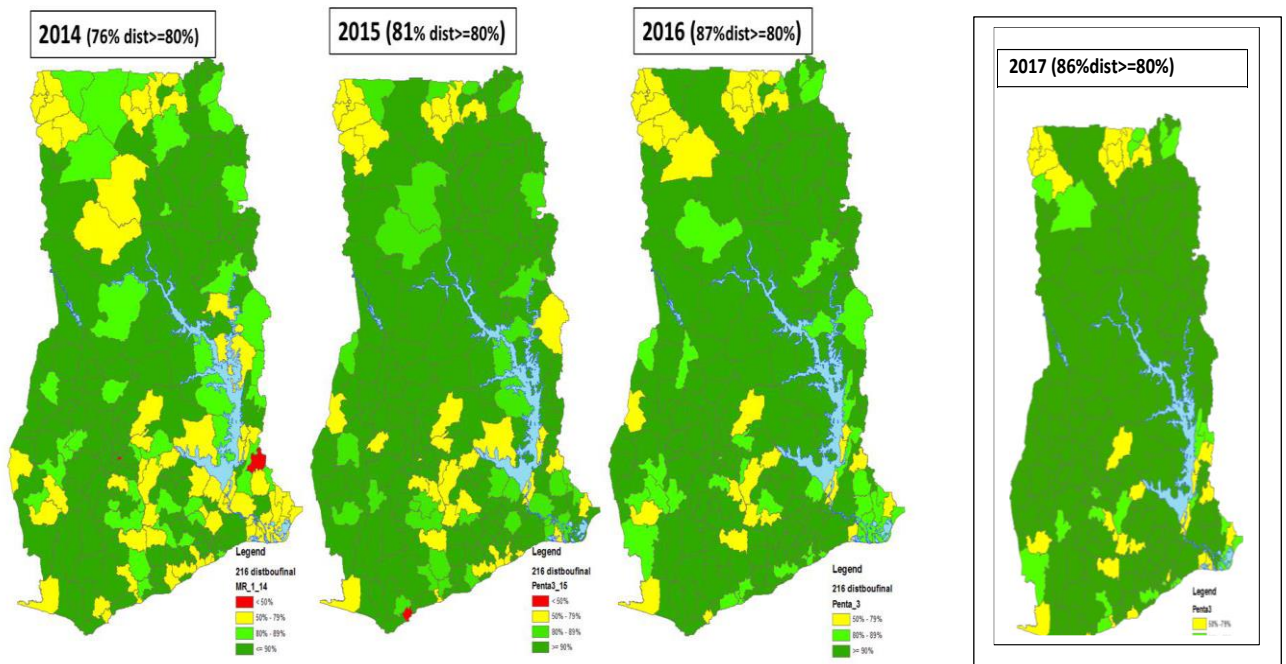 2014 (76% dist>=80%)
Legend
216 distboufinal
MR_1_14
< 50%
50% - 79%
80% - 89%
<= 90%
2015 (81% dist>=80%)
Legend
216 distboufinal
Penta3_15
< 50%
50% - 79%
80% - 89%
>= 90%
2016 (87%dist>=80%)
Legend
216 distboufinal
Penta_3
50% - 79%
80% - 89%
>= 90%
2017 (86%dist>=80%)
Legend
Penta3
50% -79%